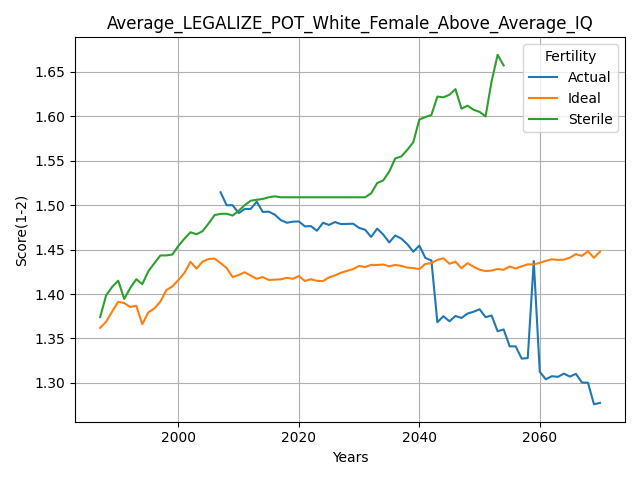 Average_LEGALIZE_POT_White_Female_Above_Average_IQ
Fertility
Actual
Ideal
Sterile
Score(1-2)
1.65
1.60
1.55
1.50
1.45
1.40
1.35
1.30
2000
2020
2040
2060
Years